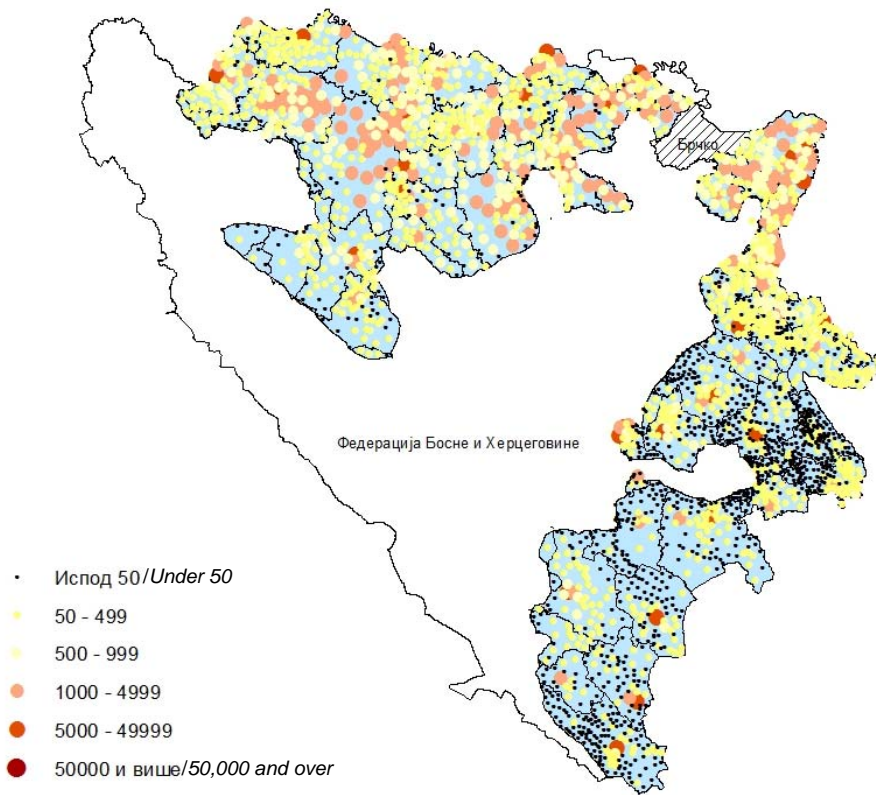 Брчко
Федерација Босне и Херцеговине
Испод 50/Under 50
50 - 499
500 - 999
1000 - 4999
5000 - 49999
50000 и више/50,000 and over